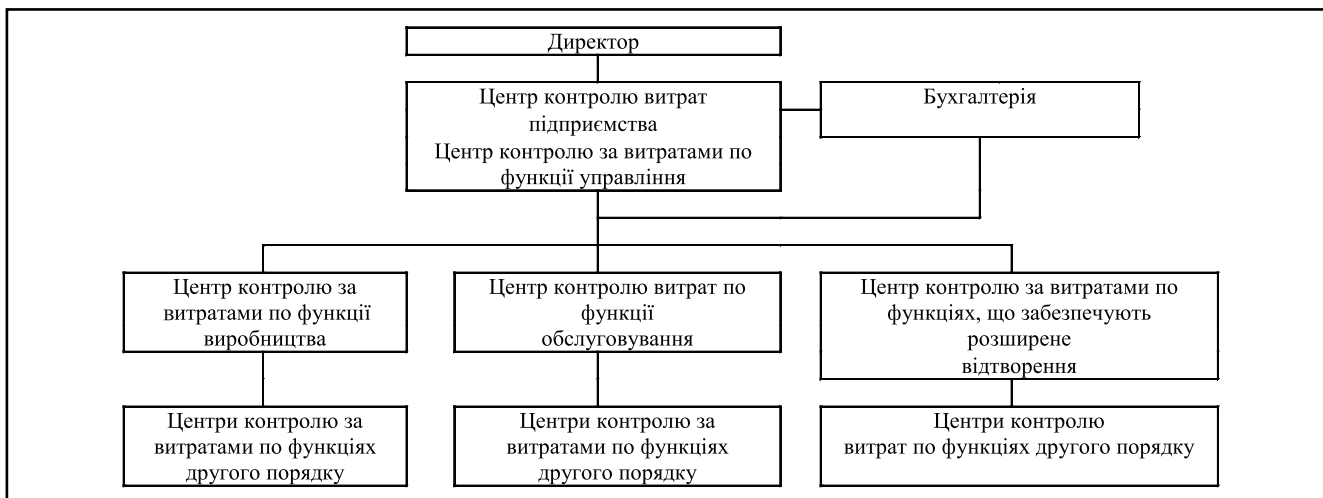 Директор
Центр контролю витрат
підприємства
Центр контролю за витратами по
функції управління
Бухгалтерія
Центр контролю за
витратами по функції
виробництва
Центр контролю витрат по
функції
обслуговування
Центр контролю за витратами по
функціях, що забезпечують
розширене
відтворення
Центри контролю за
витратами по функціях
другого порядку
Центри контролю за
витратами по функціях
другого порядку
Центри контролю
витрат по функціях другого порядку